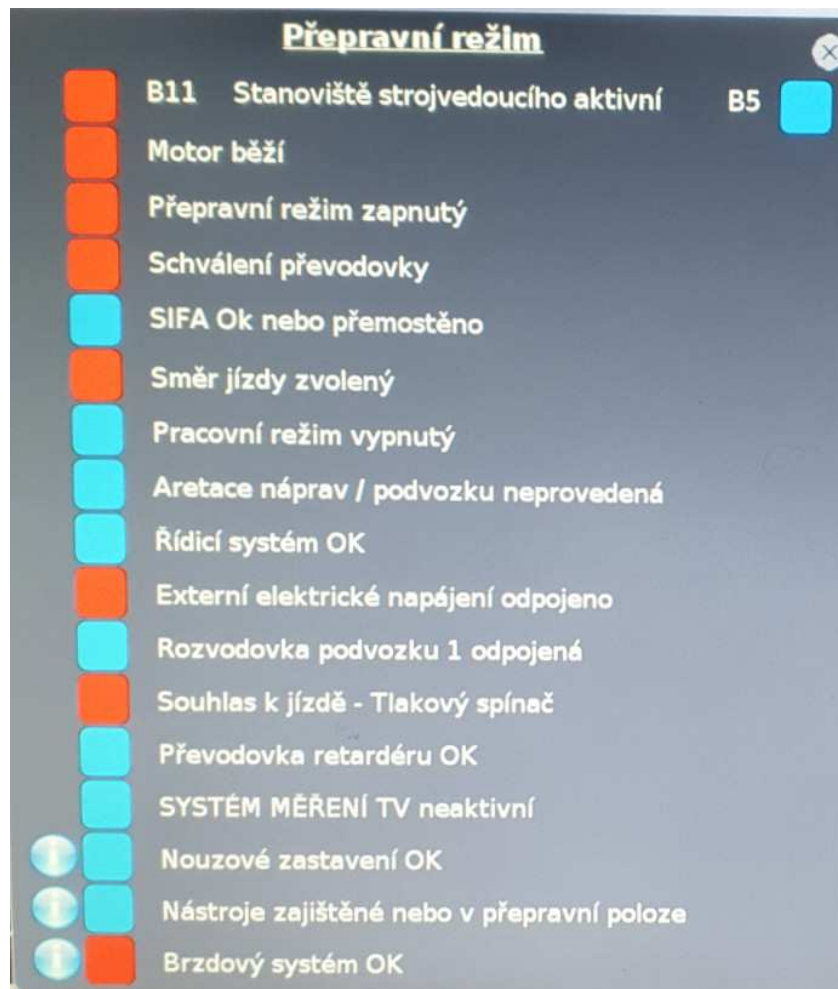 Přepravní režim
B11 Stanoviště strojvedoucího aktivní B5
Motor běží
Přepravní režim zapnutý
Schválení převodovky
SIFA Ok nebo přemostěno
Směr jízdy zvolený
Pracovní režim vypnutý
Aretace náprav / podvozku neprovedená
Řídicí systém OK
Externí elektrické napájení odpojeno
Rozvodovka podvozku 1 odpojená
Souhlas k jízdě - Tlakový spínač
Převodovka retardéru OK
SYSTÉM MĚŘENÍ TV neaktivní
Nouzové zastavení OK
Nástroje zajištěné nebo v přepravní poloze
Brzdový systém OK